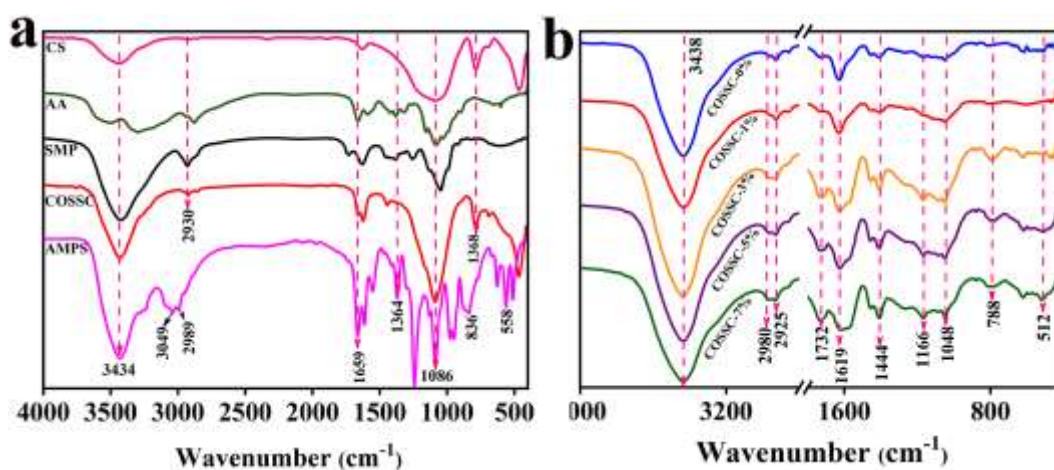 a
CS
AA
SMP
COSSC
AMPS
2930
1368
3049
2989
1364
836
558
3434
1659
1086
4000 3500 3000 2500 2000 1500 1000 500
Wavenumber (cm⁻¹)
b
3438
COSSC-0%
COSSC-1%
COSSC-3%
COSSC-5%
COSSC-7%
2980
2925
1732
1619
1444
1166
1048
788
512
000 3200 1600 800
Wavenumber (cm⁻¹)